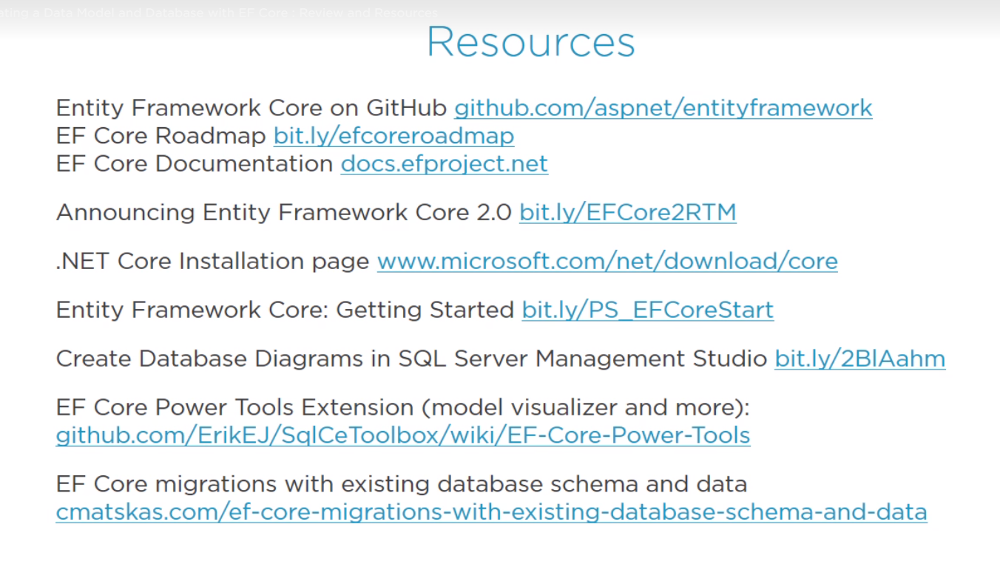 ating a Data Model and Database with EF Core : Review and Resources
Resources
Entity Framework Core on GitHub github.com/aspnet/entityframework
EF Core Roadmap bit.ly/efcoreroadmap
EF Core Documentation docs.efproject.net
Announcing Entity Framework Core 2.0 bit.ly/EFCore2RTM
.NET Core Installation page www.microsoft.com/net/download/core
Entity Framework Core: Getting Started bit.ly/PS_EFCoreStart
Create Database Diagrams in SQL Server Management Studio bit.ly/2BlAahm
EF Core Power Tools Extension (model visualizer and more):
github.com/ErikEJ/SqlCeToolbox/wiki/EF-Core-Power-Tools
EF Core migrations with existing database schema and data
cmatskas.com/ef-core-migrations-with-existing-database-schema-and-data